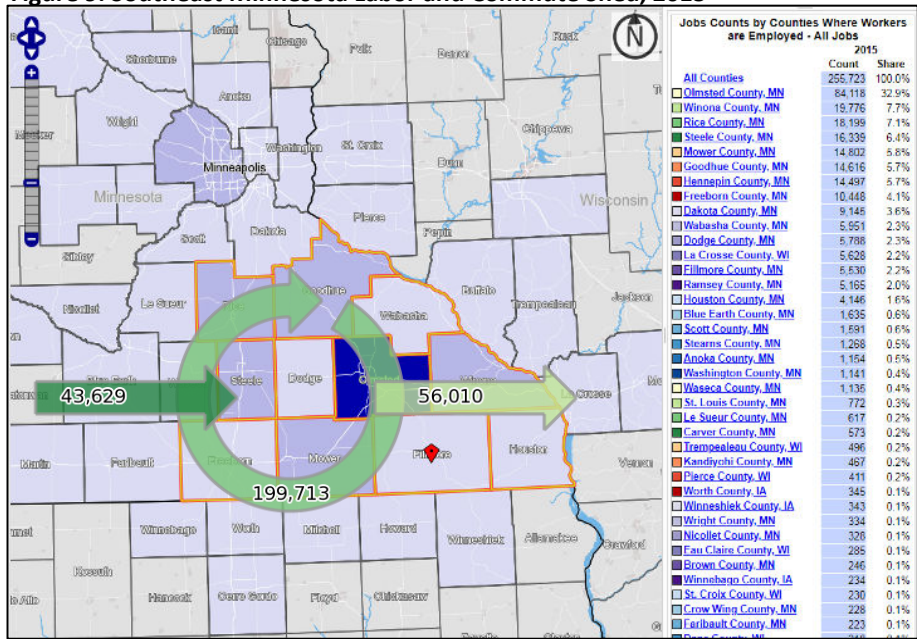 Jobs Counts by Counties Where Workers
are Employed - All Jobs
2015
Count Share
All Counties 255,723 100.0%
Olmsted County, MN 84,118 32.9%
Winona County, MN 19,776 7.7%
Rice County, MN 18,199 7.1%
Steele County, MN 16,339 6.4%
Mower County, MN 14,802 5.8%
Goodhue County, MN 14,616 5.7%
Hennepin County, MN 14,497 5.7%
Freeborn County, MN 10,448 4.1%
Dakota County, MN 9,145 3.6%
Wabasha County, MN 5,951 2.3%
Dodge County, MN 5,788 2.3%
La Crosse County, WI 5,628 2.2%
Fillmore County, MN 5,530 2.2%
Ramsey County, MN 5,165 2.0%
Houston County, MN 4,146 1.6%
Blue Earth County, MN 1,635 0.6%
Scott County, MN 1,591 0.6%
Stearns County, MN 1,268 0.5%
Anoka County, MN 1,154 0.5%
Washington County, MN 1,141 0.4%
Waseca County, MN 1,136 0.4%
St. Louis County, MN 772 0.3%
Le Sueur County, MN 617 0.2%
Carver County, MN 573 0.2%
Trempealeau County, WI 496 0.2%
Kandiyohi County, MN 467 0.2%
Pierce County, WI 411 0.2%
Worth County, IA 345 0.1%
Winneshiek County, IA 343 0.1%
Wright County, MN 334 0.1%
Nicollet County, MN 326 0.1%
Eau Claire County, WI 285 0.1%
Brown County, MN 246 0.1%
Winnebago County, IA 234 0.1%
St. Croix County, WI 230 0.1%
Crow Wing County, MN 228 0.1%
Faribault County, MN 223 0.1%
N
Isanti
Chisago
Polk
Barron
Rusk
Sherburne
Anoka
Wright
Washington
St. Croix
Chippewa
Dunn
Minneapolis
Minnesota
Wisconsin
Pierce
Pepin
Scott
Dakota
Sibley
Goodhue
Buffalo
Trempealeau
Jackson
Nicollet
Le Sueur
Wabasha
Steele
Dodge
La Crosse
43,629
56,010
Martin
Faribault
Mower
Houston
Vernon
199,713
Winnebago
Worth
Mitchell
Howard
Winneshiek
Allamakee
Crawford
Kossuth
Hancock
Cerro Gordo
Floyd
Chickasaw